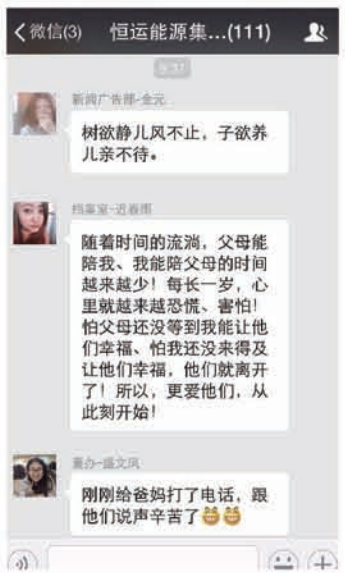 微信(3) 恒运能源集...(111)
9:37
新闻广告部-金元
树欲静儿风不止，子欲养
儿亲不待。
档案室-迟春雨
随着时间的流淌，父母能
陪我、我能陪父母的时间
越来越少！每长一岁，心
里就越来越恐慌、害怕！
怕父母还没等到我能让他
们幸福、怕我还没来得及
让他们幸福，他们就离开
了！所以，更爱他们，从
此刻开始！
董办-盛文凤
刚刚给爸妈打了电话，跟
他们说声辛苦了😁😁